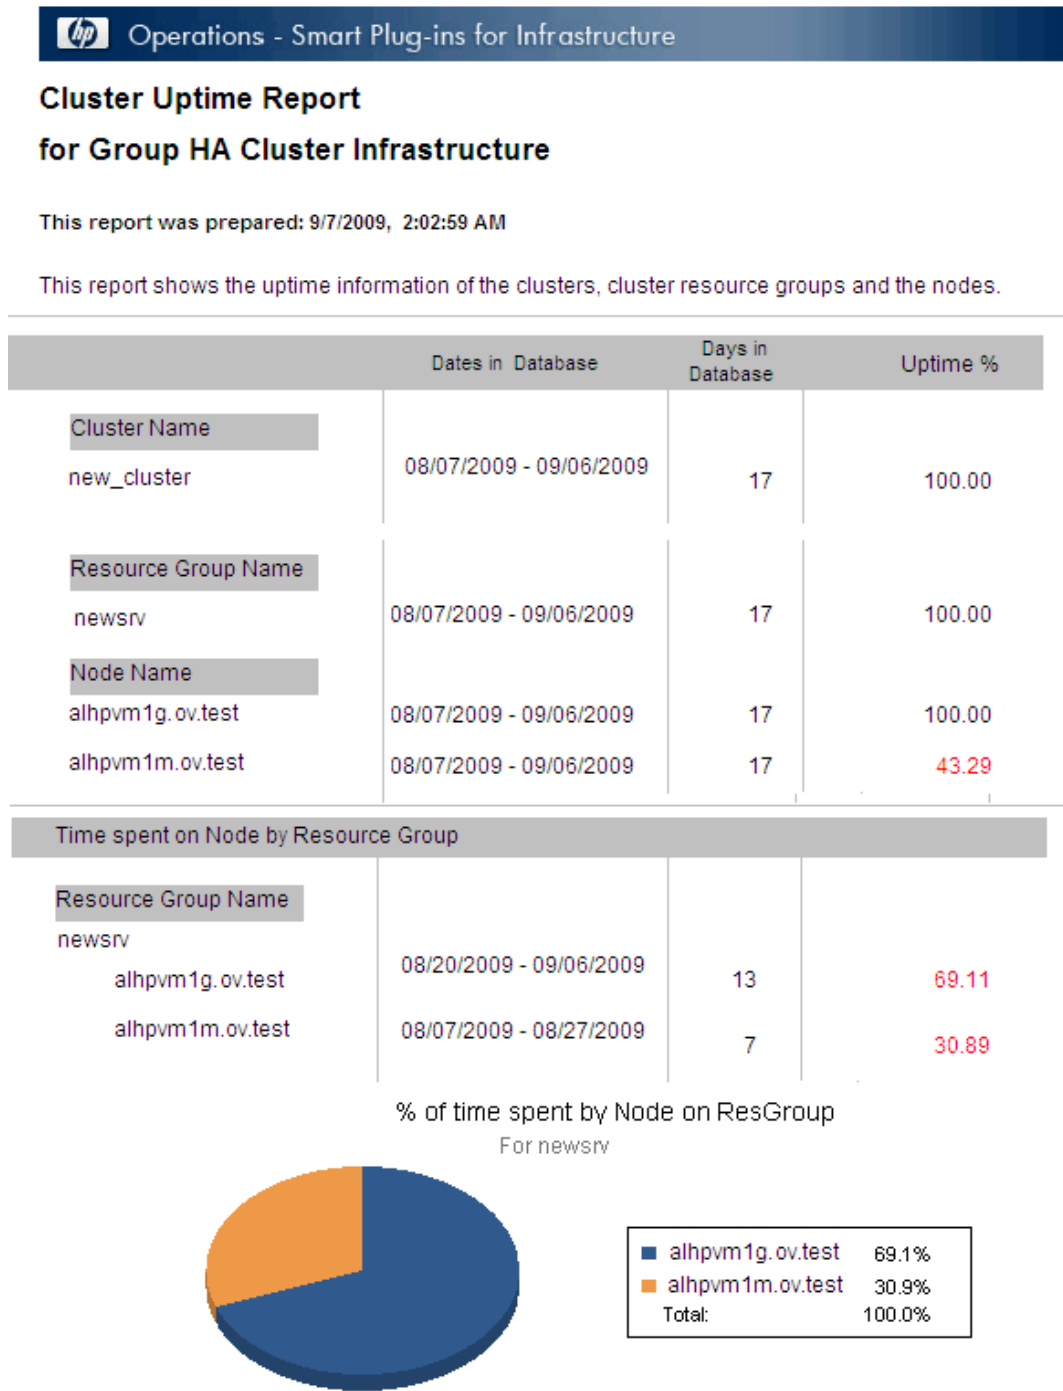 hp Operations - Smart Plug-ins for Infrastructure
Cluster Uptime Report
for Group HA Cluster Infrastructure
This report was prepared: 9/7/2009, 2:02:59 AM
This report shows the uptime information of the clusters, cluster resource groups and the nodes.
Dates in Database Days in Database Uptime %
Cluster Name
new_cluster 08/07/2009 - 09/06/2009 17 100.00
Resource Group Name
newsrv 08/07/2009 - 09/06/2009 17 100.00
Node Name
alhpvm1g.ov.test 08/07/2009 - 09/06/2009 17 100.00
alhpvm1m.ov.test 08/07/2009 - 09/06/2009 17 43.29
Time spent on Node by Resource Group
Resource Group Name
newsrv
alhpvm1g.ov.test 08/20/2009 - 09/06/2009 13 69.11
alhpvm1m.ov.test 08/07/2009 - 08/27/2009 7 30.89
% of time spent by Node on ResGroup
For newsrv
alhpvm1g.ov.test 69.1%
alhpvm1m.ov.test 30.9%
Total: 100.0%